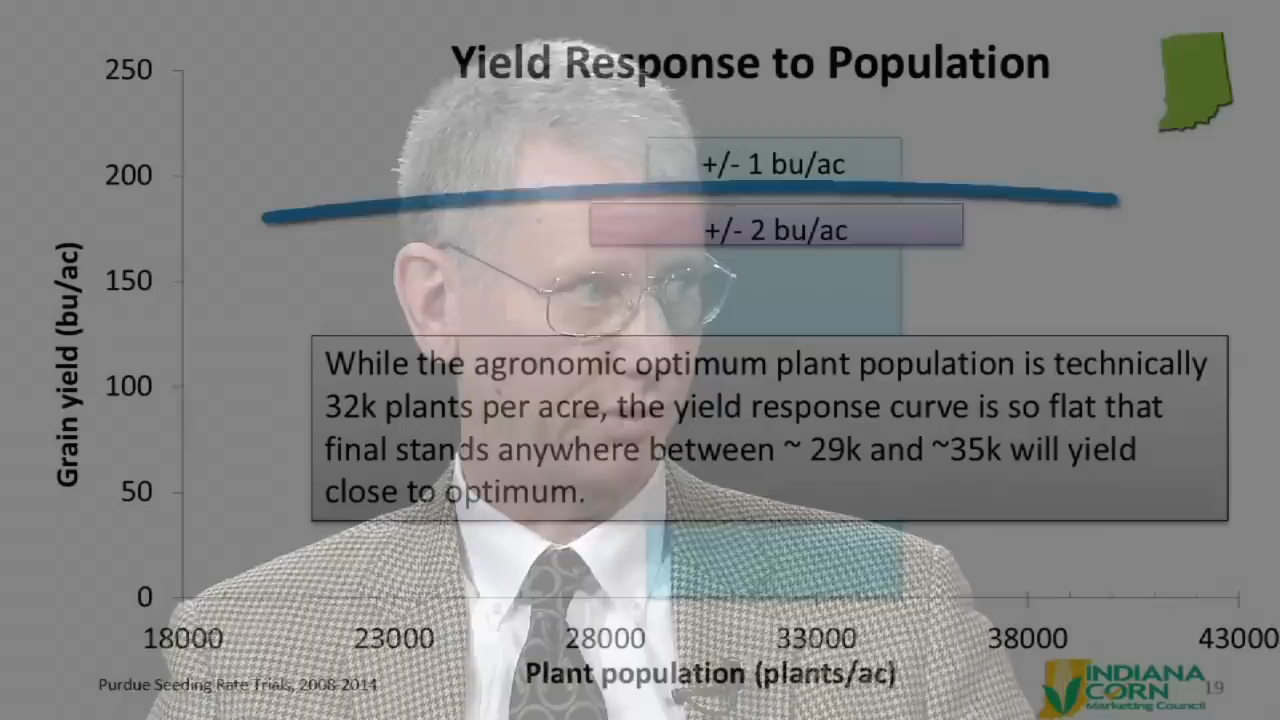 Yield Response to Population
250
200
150
100
50
0
Grain yield (bu/ac)
+/- 1 bu/ac
+/- 2 bu/ac
While the agronomic optimum plant population is technically
32k plants per acre, the yield response curve is so flat that
final stands anywhere between ~ 29k and ~35k will yield
close to optimum.
18000 23000 28000 33000 38000 43000
Plant population (plants/ac)
Purdue Seeding Rate Trials, 2008-2014
INDIANA
CORN
Marketing Council
19